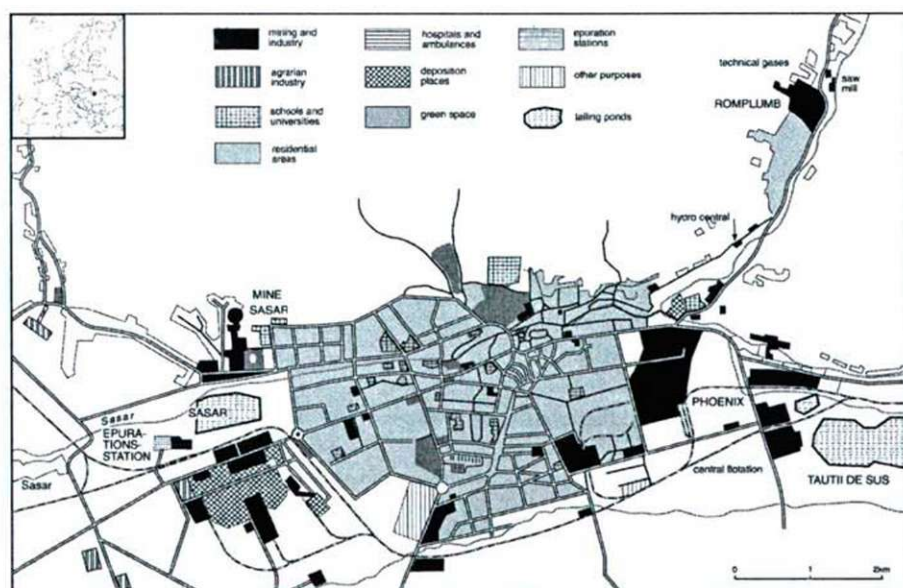 mining and
industry
agrarian
industry
schools and
universities
residential
areas
hospitals and
ambulances
deposition
places
green space
epuration
stations
other purposes
tailing ponds
technical gases
saw
mill
ROMPLUMB
hydro central
MINE
SASAR
Sasar
SASAR
EPURA-
TIONS-
STATION
Sasar
PHOENIX
central flotation
TAUTII DE SUS
0 1 2km